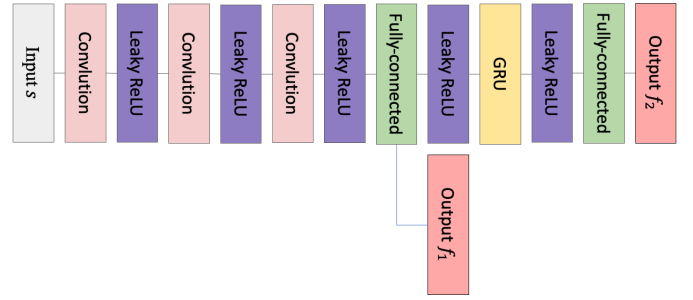 Input s
Convlution
Leaky ReLU
Convlution
Leaky ReLU
Convlution
Leaky ReLU
Fully-connected
Leaky ReLU
GRU
Leaky ReLU
Fully-connected
Output f₂
Output f₁